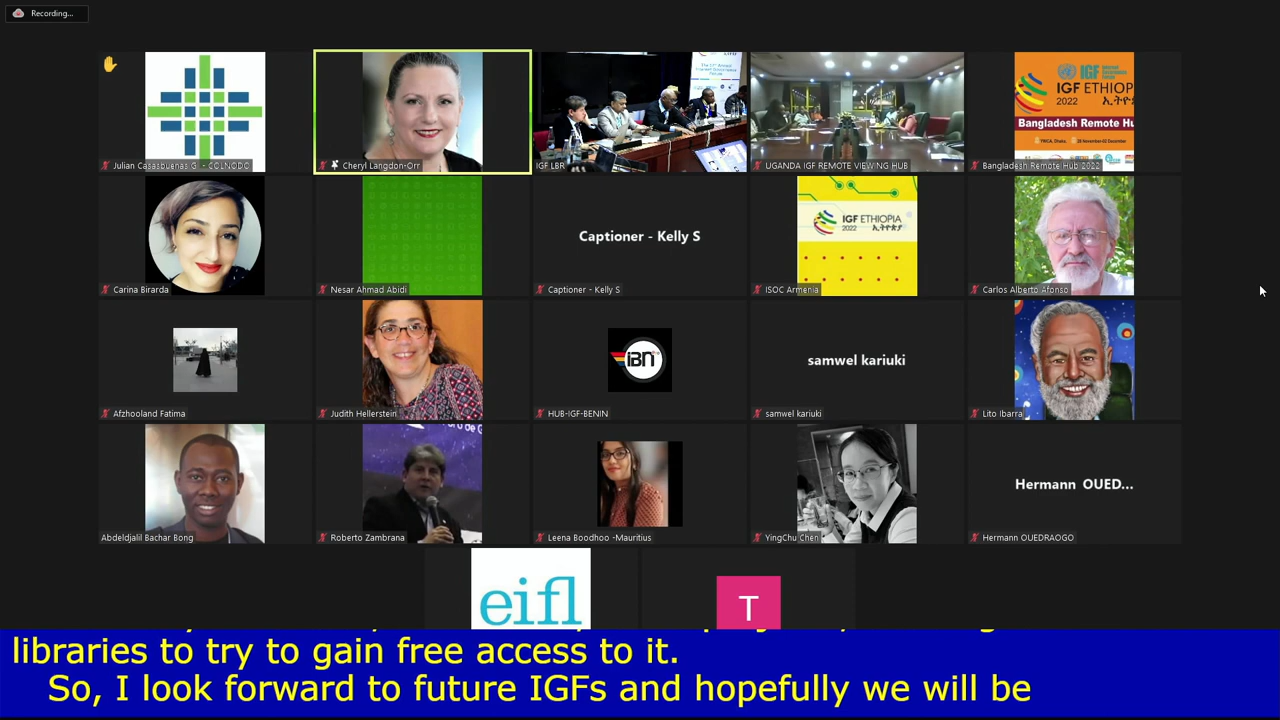 Recording...
Julian Casasbuenas G. - COLNODO
Cheryl Langdon-Orr
IGF LBR
UGANDA IGF REMOTE VIEWING HUB
IGF
IGF ETHIOP
2022
Bangladesh Remote Hu
Bangladesh Remote Hub 2022
Carina Birarda
Nesar Ahmad Abidi
Captioner - Kelly S
Captioner - Kelly S
IGF ETHIOPIA
2022 ኢትዮጵያ
ISOC Armenia
Carlos Alberto Afonso
Afzhooland Fatima
Judith Hellerstein
iBN
HUB-IGF-BENIN
samwel kariuki
samwel kariuki
Lito Ibarra
Abdeldjalil Bachar Bong
Roberto Zambrana
Leena Boodhoo -Mauritius
YingChu Chen
Hermann OUED...
Hermann OUEDRAOGO
eifl
T
libraries to try to gain free access to it.
So, I look forward to future IGFs and hopefully we will be